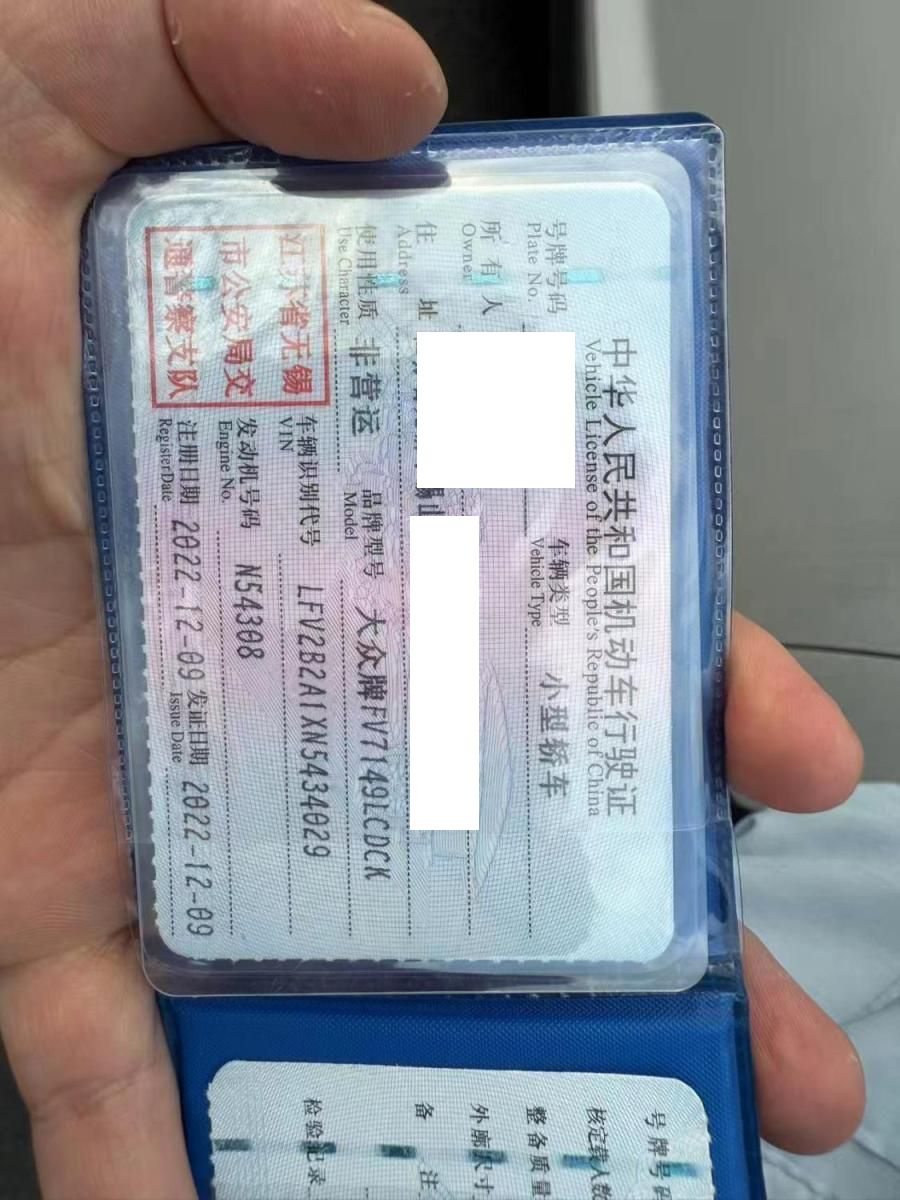 中华人民共和国机动车行驶证
Vehicle License of the People's Republic of China
号牌号码
Plate No.
车辆类型 小型轿车
Vehicle Type
所有人
Owner
住址
Address
使用性质 非营运
Use Character
品牌型号 大众牌FV7149LCDCK
Model
江苏省无锡
市公安局交
通警察支队
车辆识别代号 LFV2B2A1XN5434029
VIN
发动机号码 N54308
Engine No.
注册日期 2022-12-09 发证日期 2022-12-09
Register Date Issue Date
号牌号码
核定载人数
整备质量
外廓尺寸
备注
检验记录